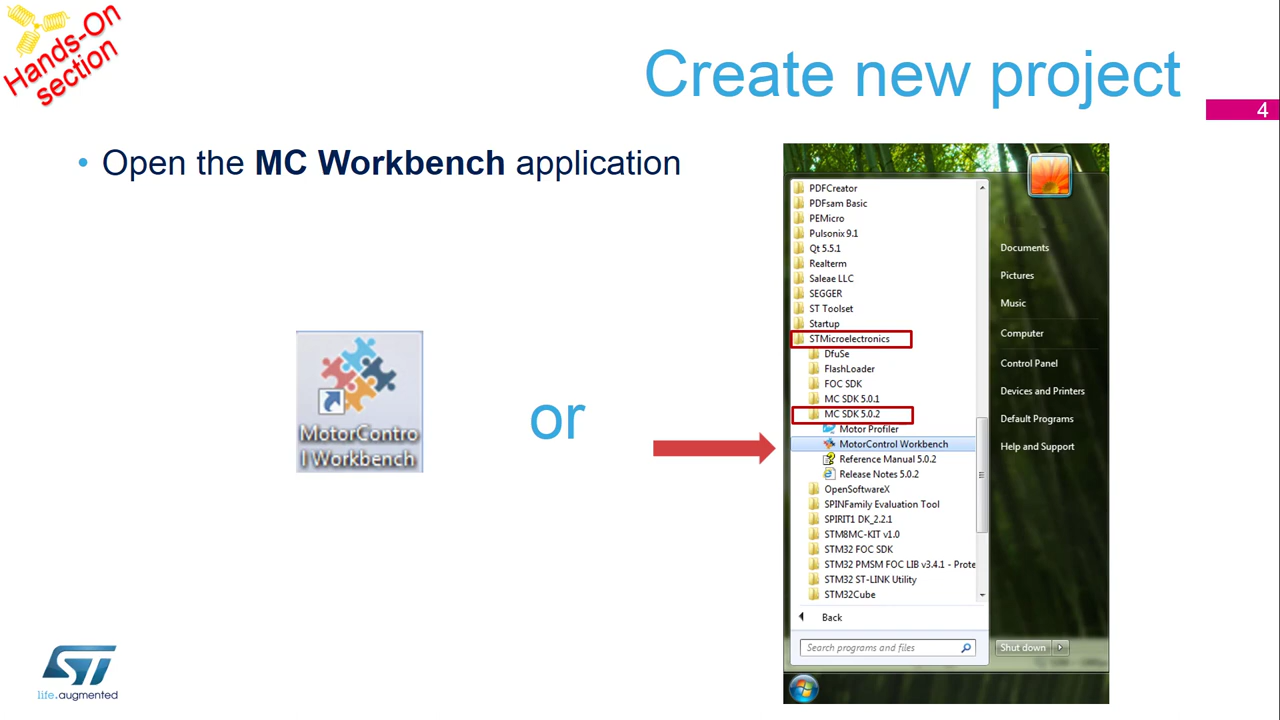 Hands-On
section
Create new project
4
• Open the MC Workbench application
MotorContro
l Workbench
or
PDFCreator
PDFsam Basic
PEMicro
Pulsonix 9.1
Qt 5.5.1
Realterm
Saleae LLC
SEGGER
ST Toolset
Startup
STMicroelectronics
DfuSe
FlashLoader
FOC SDK
MC SDK 5.0.1
MC SDK 5.0.2
Motor Profiler
MotorControl Workbench
Reference Manual 5.0.2
Release Notes 5.0.2
OpenSoftwareX
SPINFamily Evaluation Tool
SPIRIT1 DK_2.2.1
STM8MC-KIT v1.0
STM32 FOC SDK
STM32 PMSM FOC LIB v3.4.1 - Prote
STM32 ST-LINK Utility
STM32Cube
Back
Search programs and files
Documents
Pictures
Music
Computer
Control Panel
Devices and Printers
Default Programs
Help and Support
Shut down
ST
life.augmented